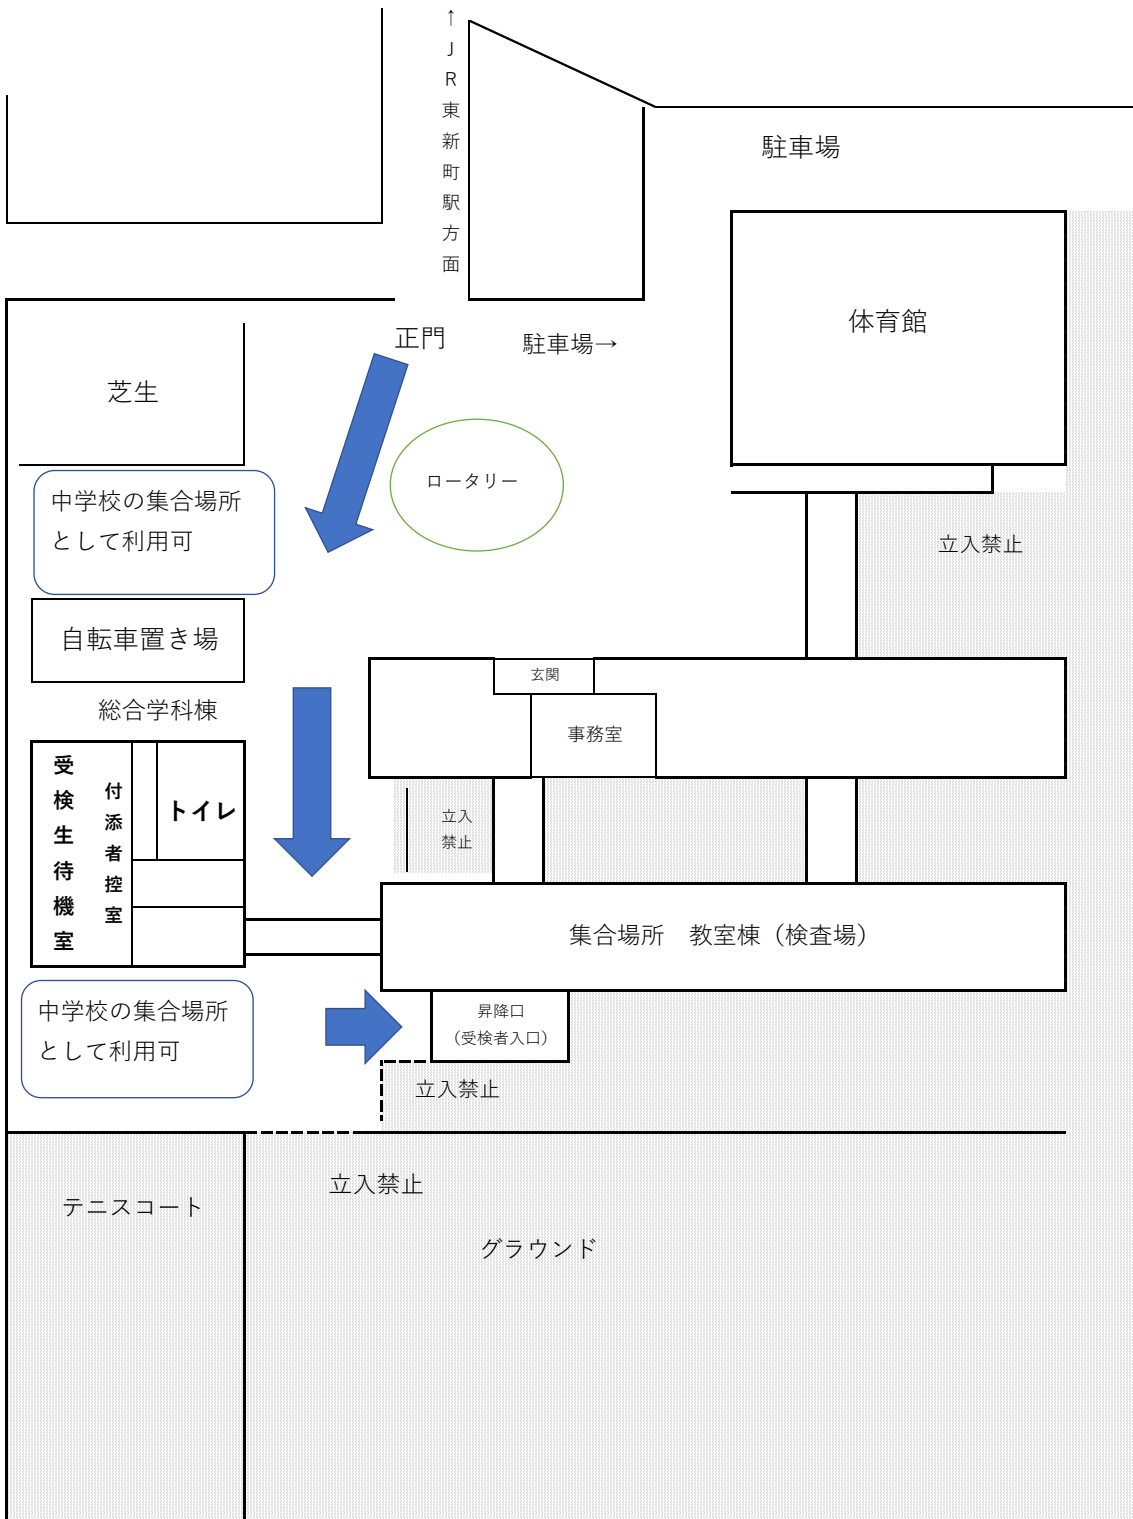 ↑JR東新町駅方面
駐車場
体育館
正門
駐車場→
芝生
ロータリー
中学校の集合場所
として利用可
立入禁止
自転車置き場
玄関
総合学科棟
事務室
受検生待機室
付添者控室
トイレ
立入
禁止
集合場所　教室棟（検査場）
中学校の集合場所
として利用可
昇降口
（受検者入口）
立入禁止
立入禁止
テニスコート
グラウンド